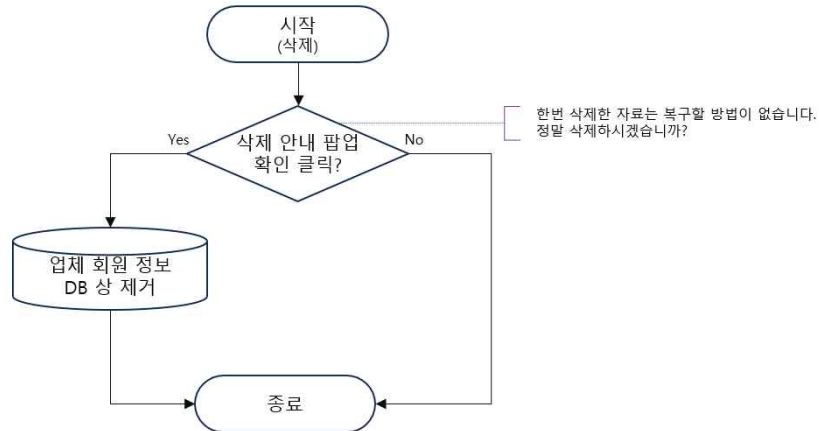 시작
(삭제)
한번 삭제한 자료는 복구할 방법이 없습니다.
정말 삭제하시겠습니까?
Yes
삭제 안내 팝업
확인 클릭?
No
업체 회원 정보
DB 상 제거
종료